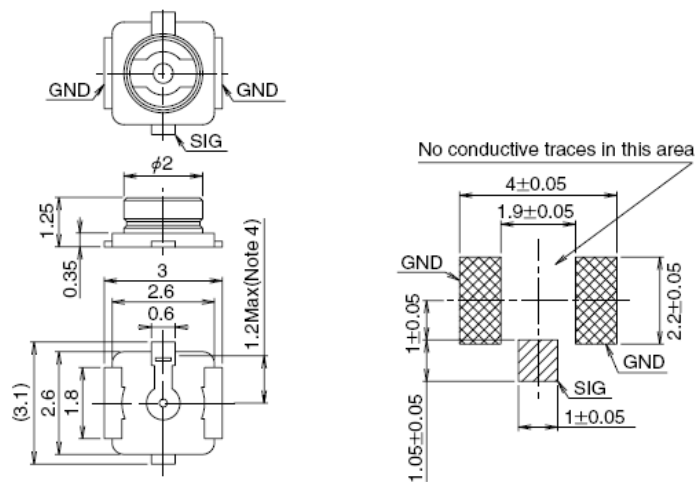 GND
GND
SIG
ϕ2
1.25
0.35
3
2.6
0.6
1.2Max(Note 4)
(3.1)
2.6
1.8
No conductive traces in this area
4±0.05
1.9±0.05
GND
2.2±0.05
1±0.05
GND
SIG
1.05±0.05
1±0.05